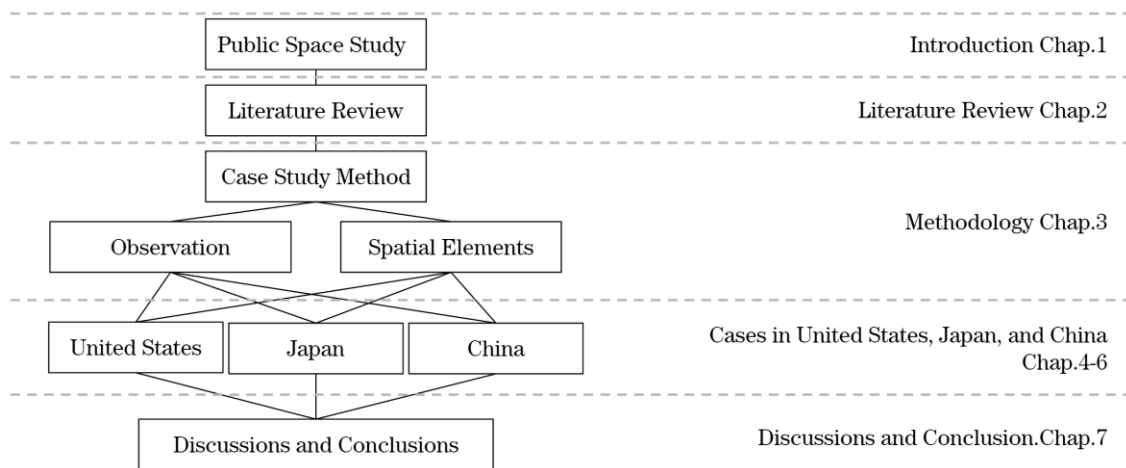 Public Space Study
Introduction Chap.1
Literature Review
Literature Review Chap.2
Case Study Method
Observation
Spatial Elements
Methodology Chap.3
United States
Japan
China
Cases in United States, Japan, and China
Chap.4-6
Discussions and Conclusions
Discussions and Conclusion.Chap.7